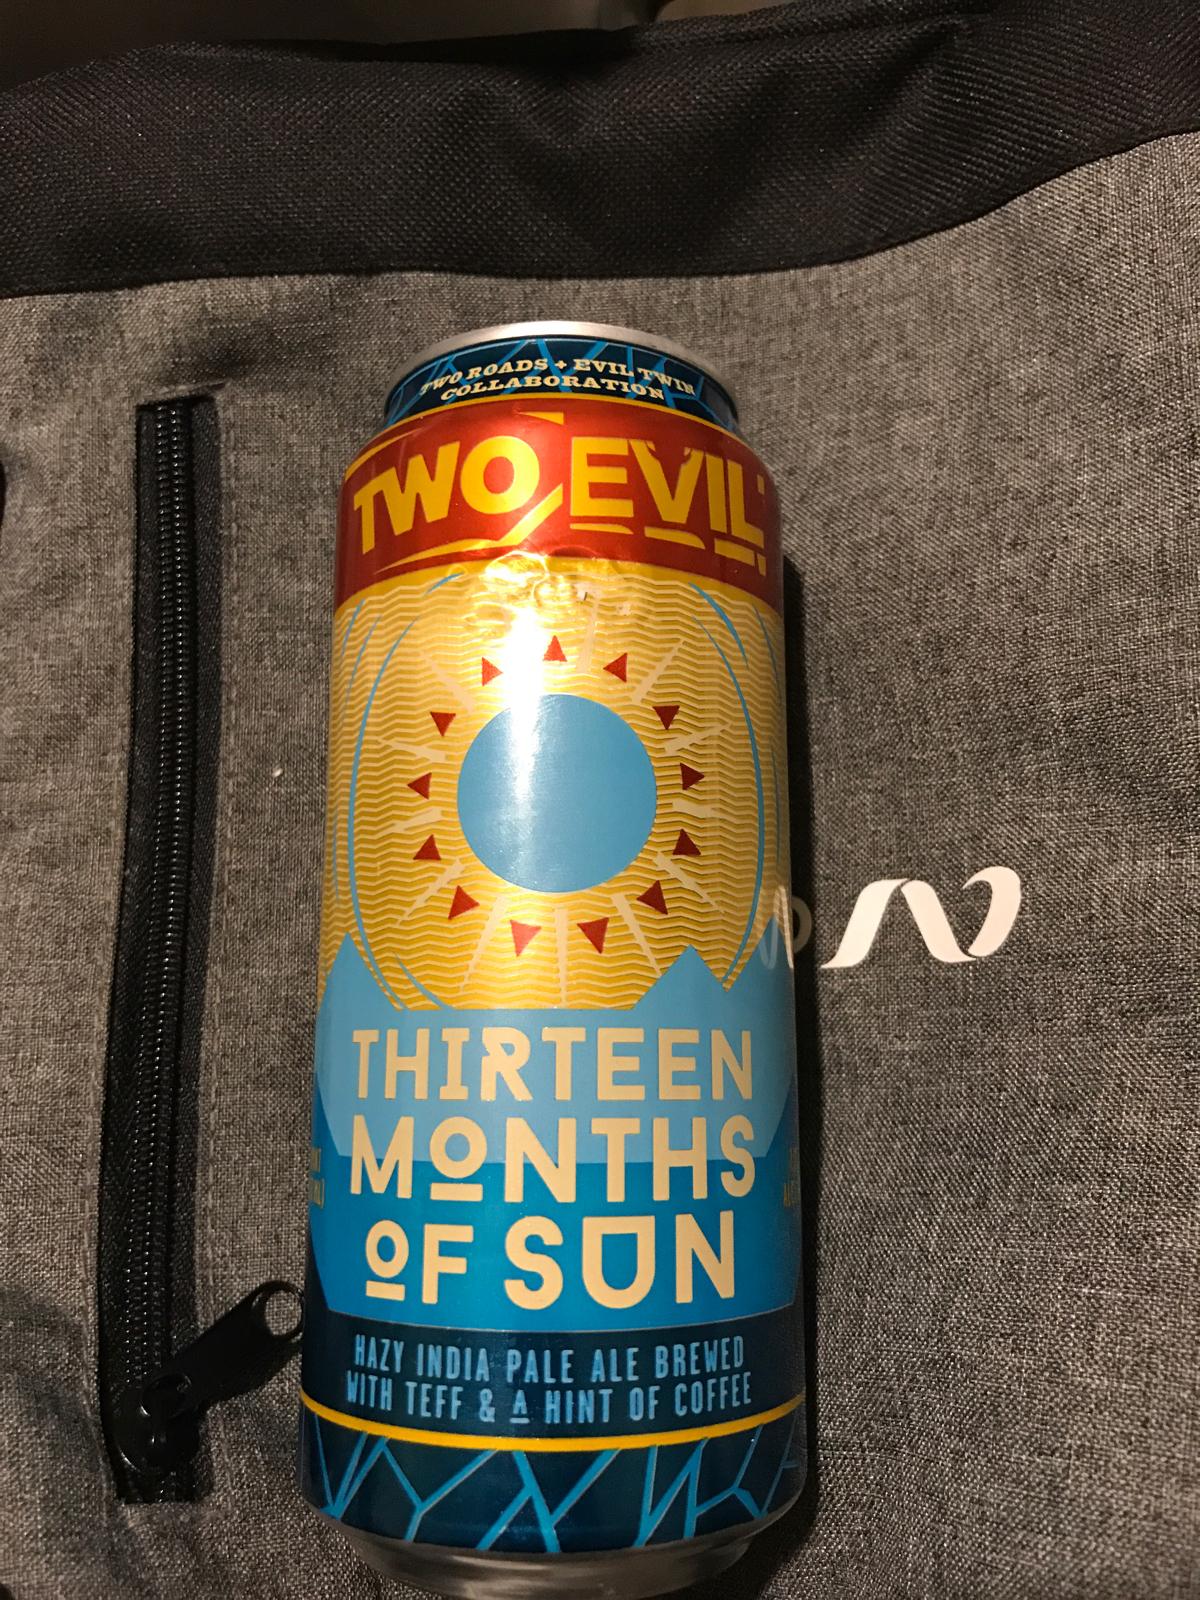 TWO ROADS + EVIL TWIN
COLLABORATION
TWO EVIL
THIRTEEN
MONTHS
OF SUN
HAZY INDIA PALE ALE BREWED
WITH TEFF & A HINT OF COFFEE